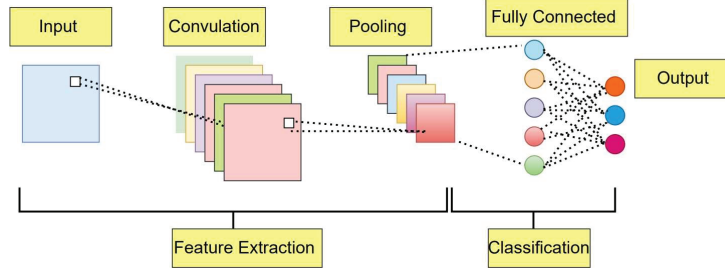 Input
Convulation
Pooling
Fully Connected
Output
Feature Extraction
Classification